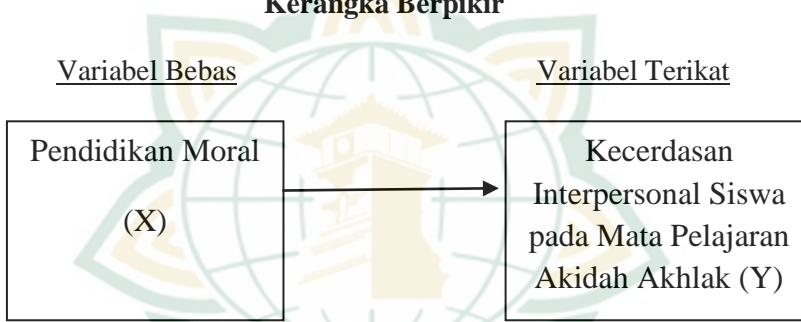 Kerangka Berpikir
Variabel Bebas
Variabel Terikat
Pendidikan Moral
(X)
Kecerdasan
Interpersonal Siswa
pada Mata Pelajaran
Akidah Akhlak (Y)